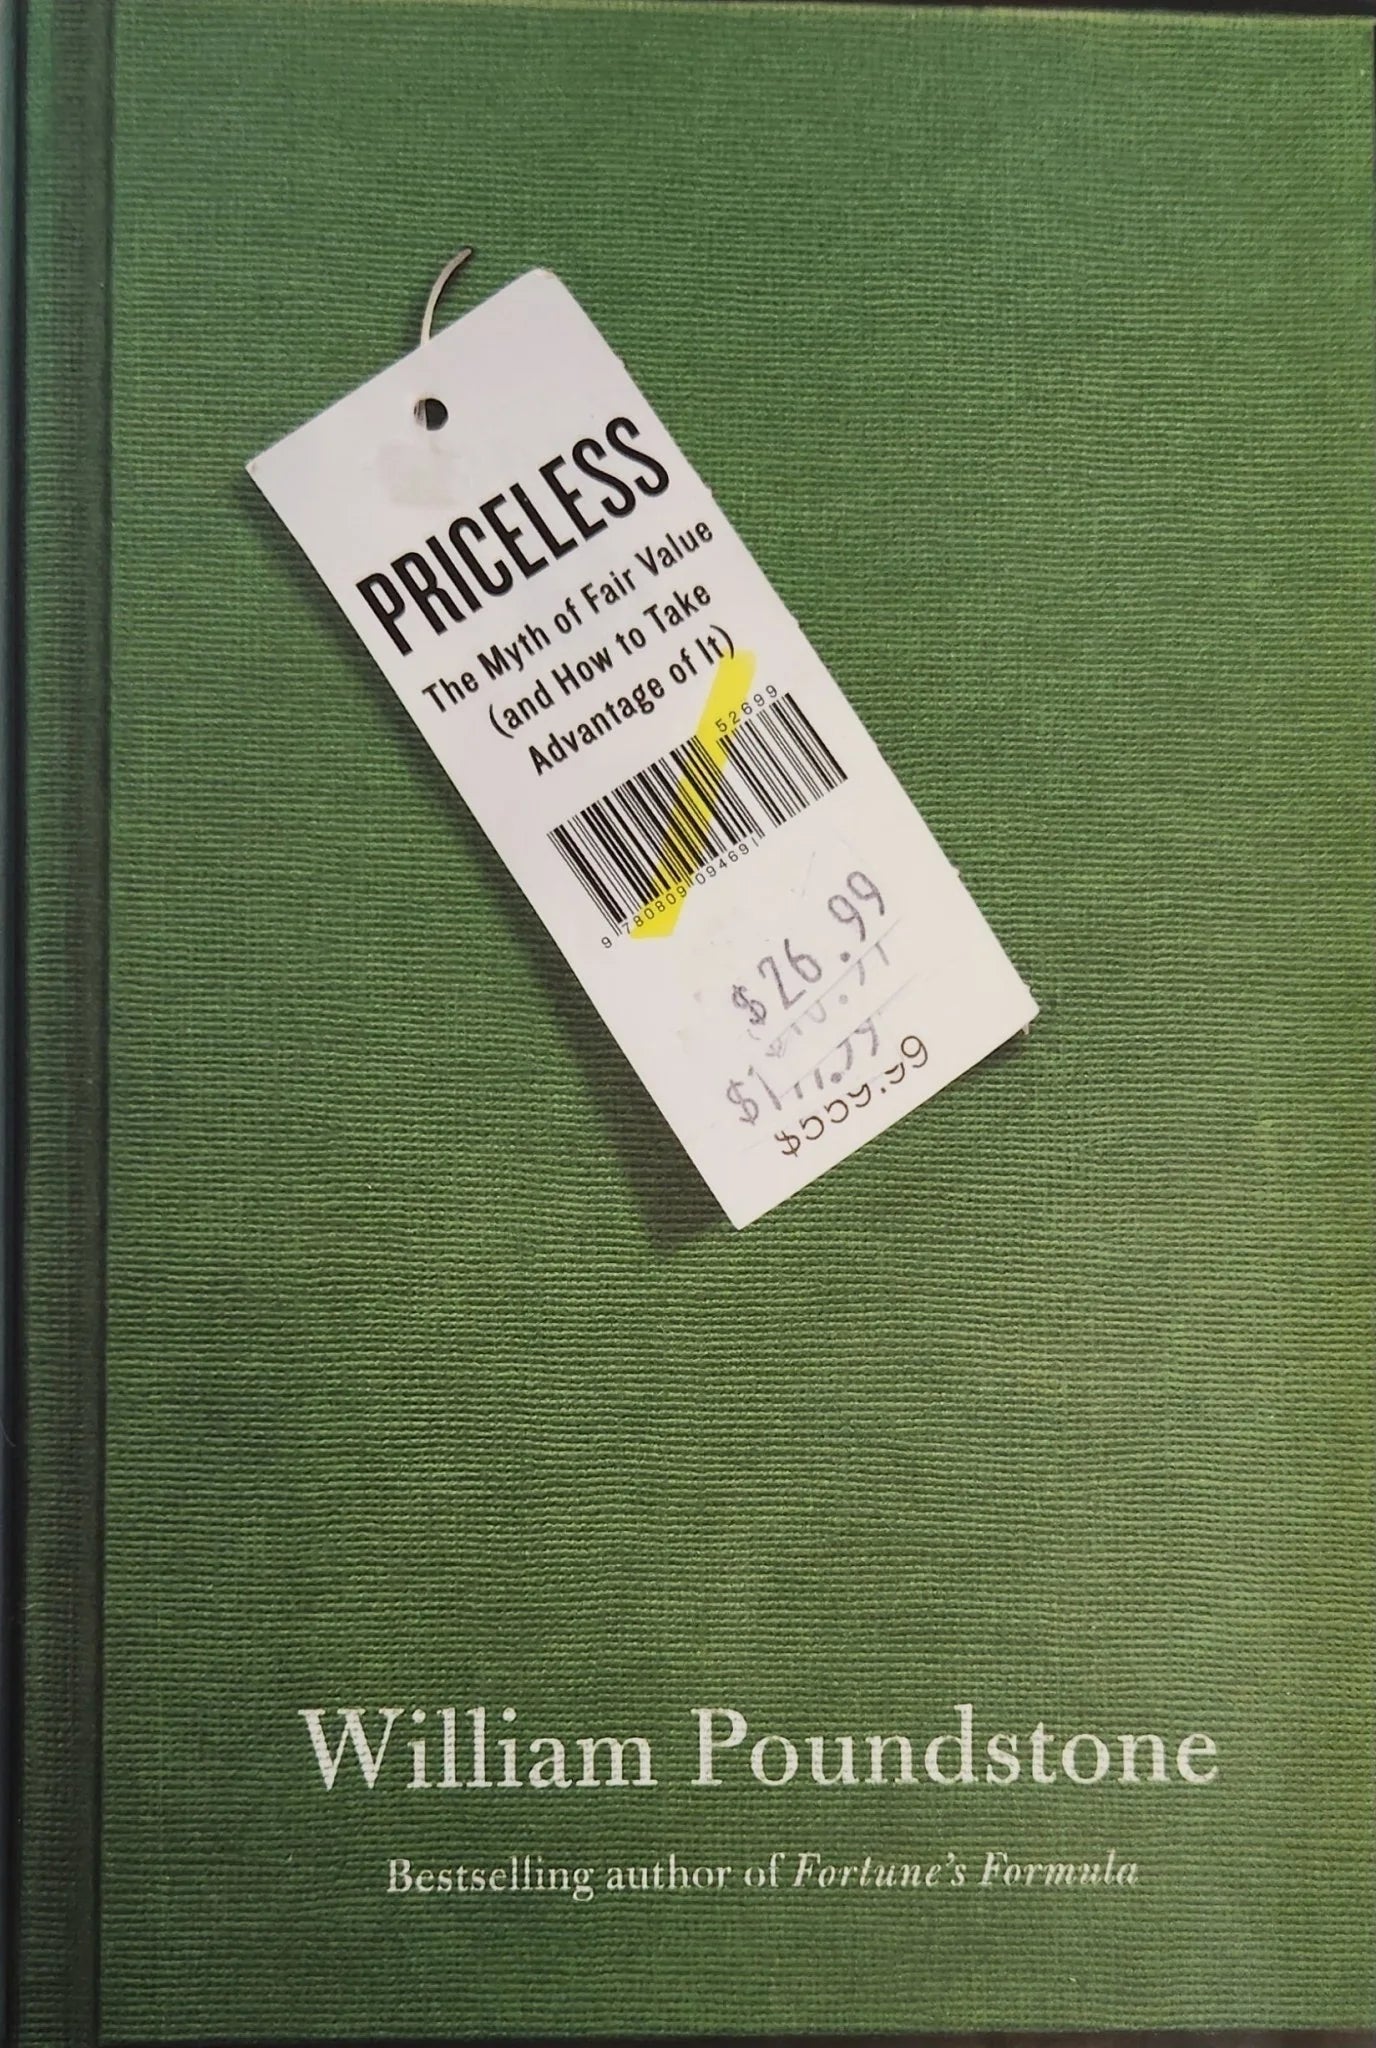 PRICELESS
The Myth of Fair Value
(and How to Take
Advantage of It)
52699
9 780809 094691
$26.99
William Poundstone
Bestselling author of Fortune's Formula